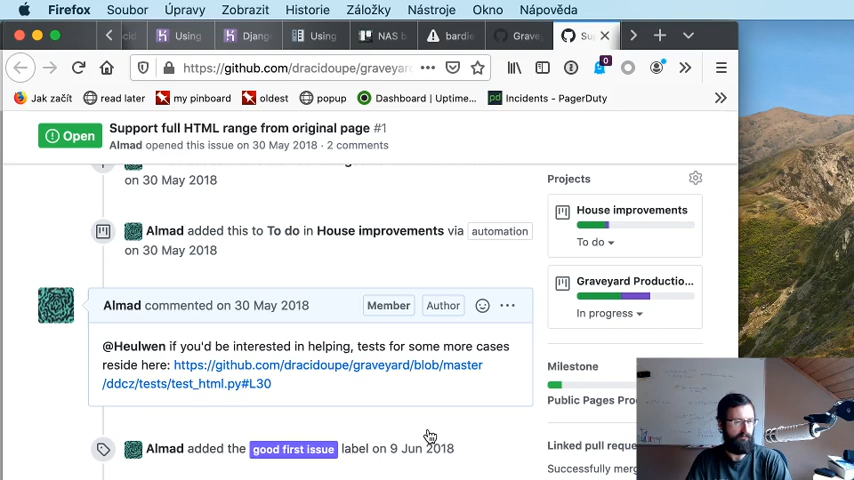 Firefox Soubor Úpravy Zobrazit Historie Záložky Nástroje Okno Nápověda
Using Djang Using NAS b bardie Grave Su
https://github.com/dracidoupe/graveyard
Jak začít read later my pinboard oldest popup Dashboard | Uptime... Incidents - PagerDuty
Open Support full HTML range from original page #1
Almad opened this issue on 30 May 2018 · 2 comments
on 30 May 2018
Almad added this to To do in House improvements via automation
on 30 May 2018
Almad commented on 30 May 2018 Member Author
@Heulwen if you'd be interested in helping, tests for some more cases
reside here: https://github.com/dracidoupe/graveyard/blob/master
/ddcz/tests/test_html.py#L30
Almad added the good first issue label on 9 Jun 2018
Projects
House improvements
To do
Graveyard Productio...
In progress
Milestone
Public Pages Pro
Linked pull reque
Successfully merg